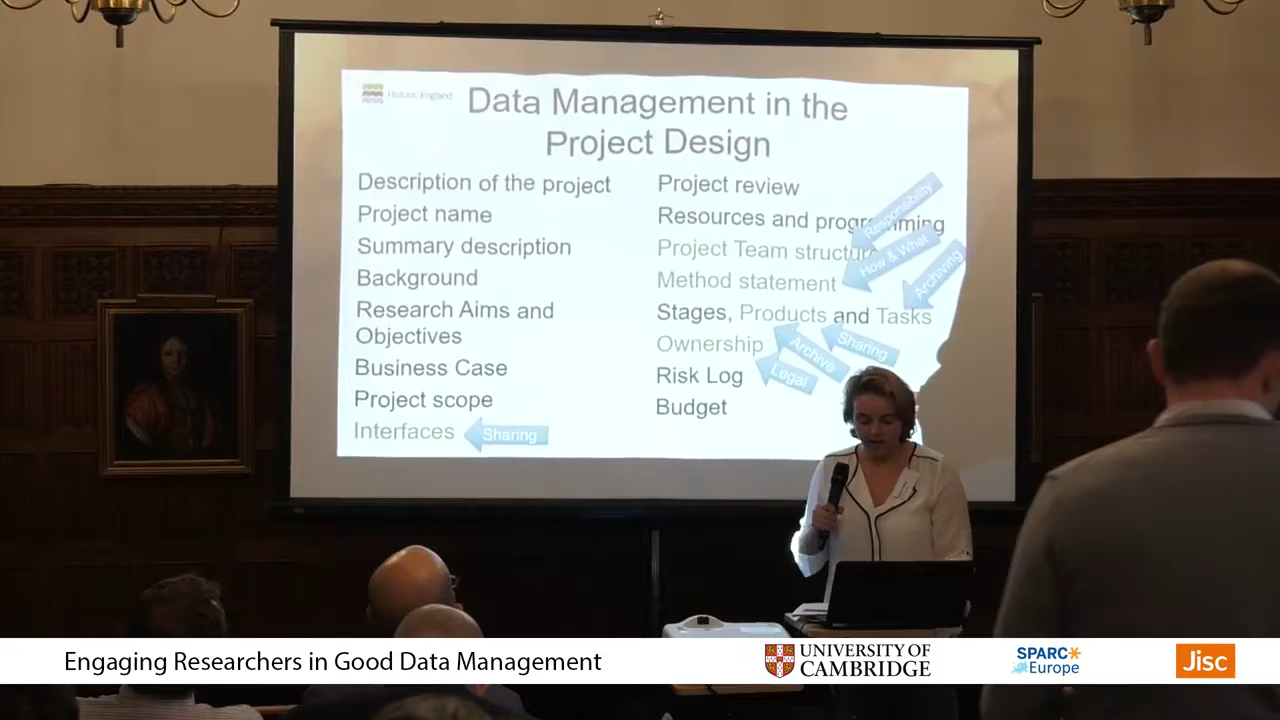 Historic England
Data Management in the
Project Design
Description of the project
Project name
Summary description
Background
Research Aims and
Objectives
Business Case
Project scope
Interfaces
Sharing
Project review
Resources and programming
Project Team structure
Method statement
Stages, Products and Tasks
Ownership
Risk Log
Budget
Responsibility
How & What
Archiving
Sharing
Archive
Legal
Engaging Researchers in Good Data Management
UNIVERSITY OF
CAMBRIDGE
SPARC
Europe
Jisc